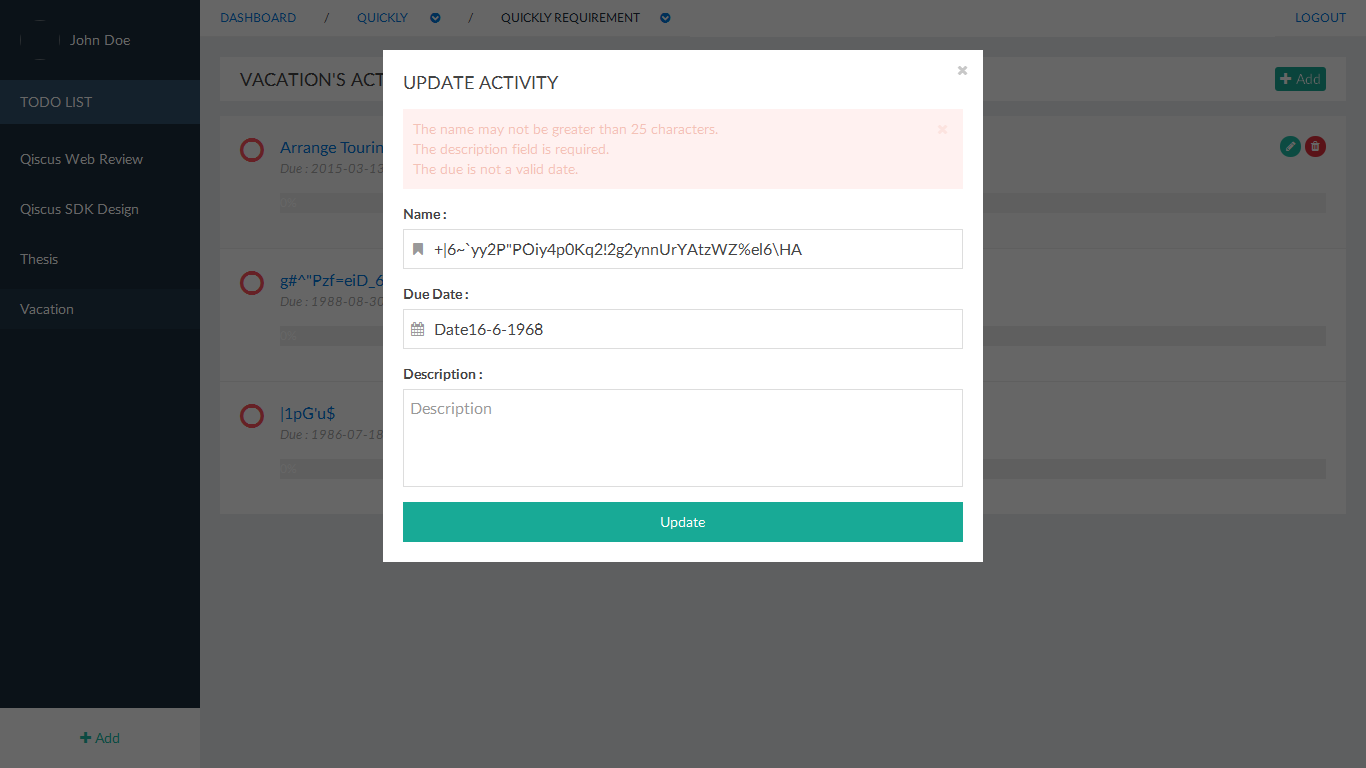 John Doe
TODO LIST
Qiscus Web Review
Qiscus SDK Design
Thesis
Vacation
Add
DASHBOARD / QUICKLY / QUICKLY REQUIREMENT LOGOUT
VACATION'S ACT
Add
Arrange Tourin
Due : 2015-03-13
0%
g#^"Pzf=eiD_6
Due : 1988-08-30
0%
|1pG'u$
Due : 1986-07-18
0%
UPDATE ACTIVITY
The name may not be greater than 25 characters.
The description field is required.
The due is not a valid date.
Name :
+|6~`yy2P"POiy4p0Kq2!2g2ynnUrYAtzWZ%el6\HA
Due Date :
Date16-6-1968
Description :
Description
Update